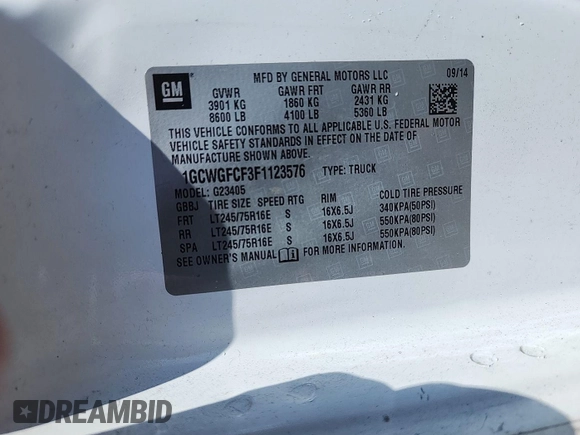 GM
MFD BY GENERAL MOTORS LLC 09/14
GVWR GAWR FRT GAWR RR
3901 KG 1860 KG 2431 KG
8600 LB 4100 LB 5360 LB
THIS VEHICLE CONFORMS TO ALL APPLICABLE U.S. FEDERAL MOTOR
VEHICLE SAFETY STANDARDS IN EFFECT ON THE DATE OF
MANUFACTURE SHOWN ABOVE.
1GCWGFCF3F1123576 TYPE: TRUCK
MODEL: G23405
GBBJ TIRE SIZE SPEED RTG RIM COLD TIRE PRESSURE
FRT LT245/75R16E S 16X6.5J 340KPA(50PSI)
RR LT245/75R16E S 16X6.5J 550KPA(80PSI)
SPA LT245/75R16E S 16X6.5J 550KPA(80PSI)
SEE OWNER'S MANUAL FOR MORE INFORMATION.
DREAMBID